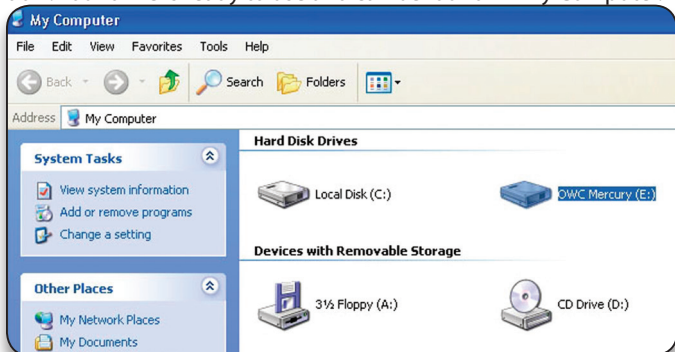 My Computer
File Edit View Favorites Tools Help
Back Search Folders
Address My Computer
System Tasks
View system information
Add or remove programs
Change a setting
Other Places
My Network Places
My Documents
Hard Disk Drives
Local Disk (C:) OWC Mercury (E:)
Devices with Removable Storage
3½ Floppy (A:) CD Drive (D:)